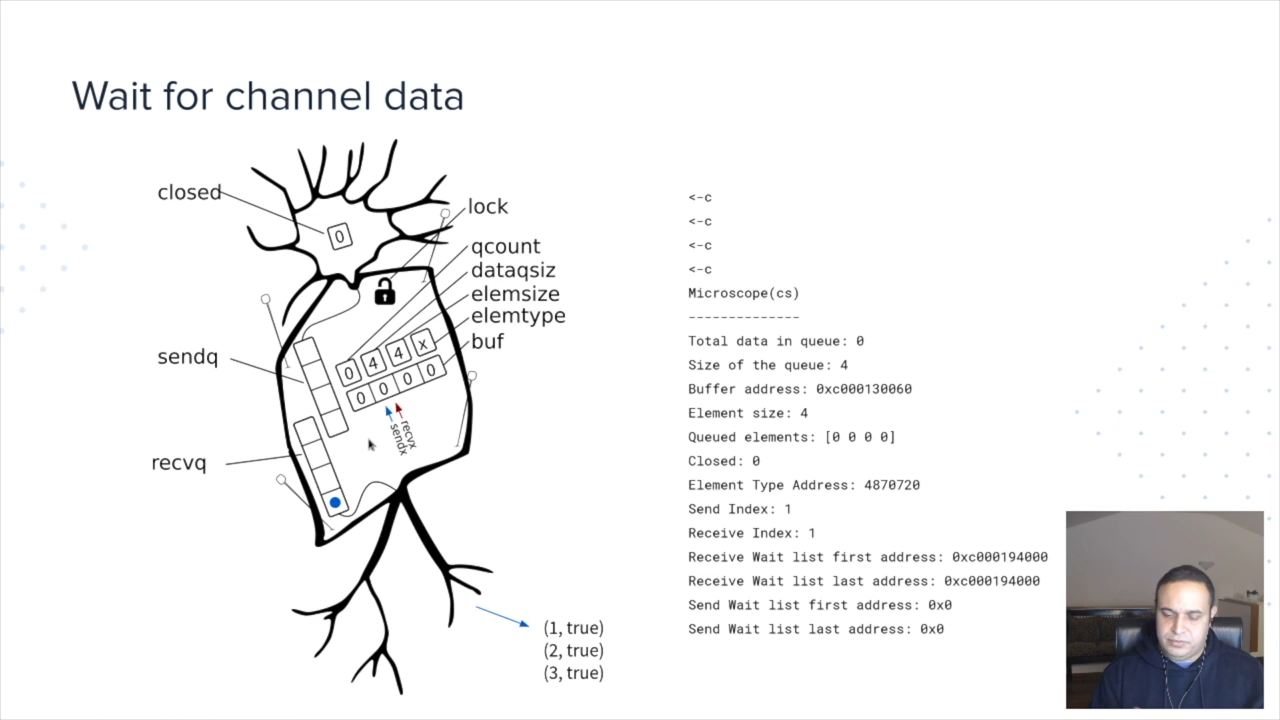 Wait for channel data
closed
0
lock
qcount
dataqsiz
elemsize
elemtype
buf
sendq
recvq
0 4 4 x
0 0 0 0
recvx
sendx
(1, true)
(2, true)
(3, true)
<-c
<-c
<-c
<-c
Microscope(cs)
--------------
Total data in queue: 0
Size of the queue: 4
Buffer address: 0xc000130060
Element size: 4
Queued elements: [0 0 0 0]
Closed: 0
Element Type Address: 4870720
Send Index: 1
Receive Index: 1
Receive Wait list first address: 0xc000194000
Receive Wait list last address: 0xc000194000
Send Wait list first address: 0x0
Send Wait list last address: 0x0